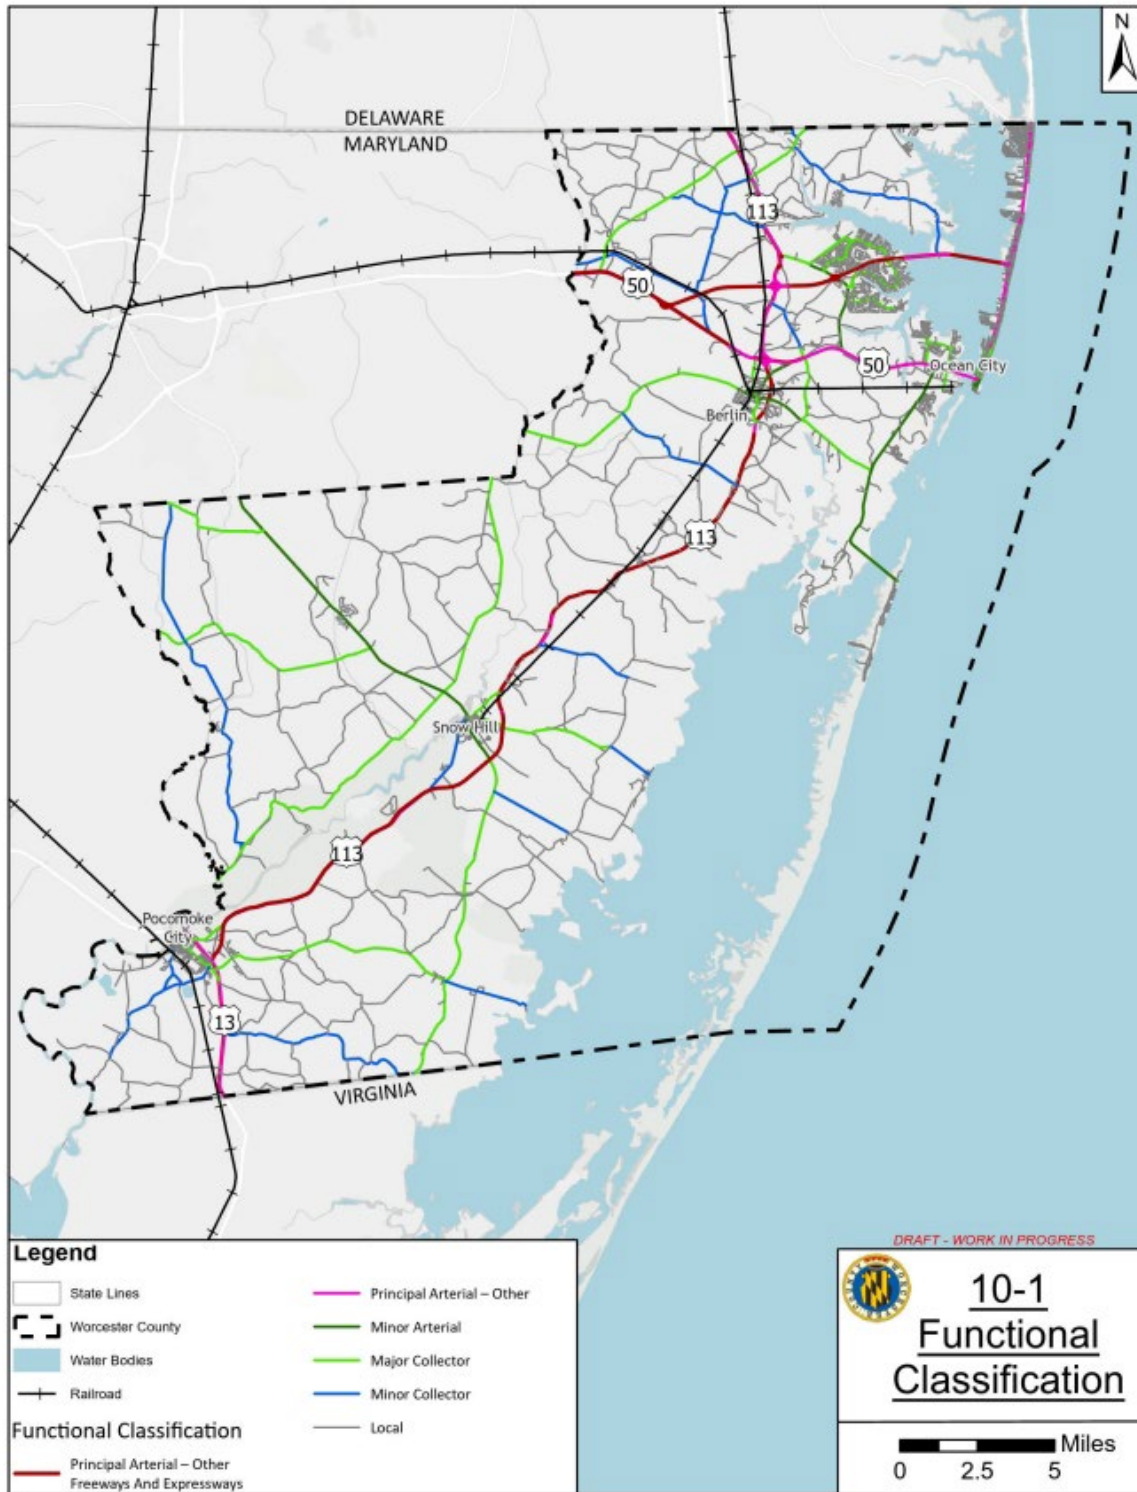 N
DELAWARE
MARYLAND
113
50
50
Ocean City
Berlin
113
Snow Hill
113
Pocomoke
City
13
VIRGINIA
DRAFT - WORK IN PROGRESS
Legend
State Lines
Worcester County
Water Bodies
Railroad
Functional Classification
Principal Arterial – Other
Freeways And Expressways
Principal Arterial – Other
Minor Arterial
Major Collector
Minor Collector
Local
10-1
Functional
Classification
Miles
0 2.5 5